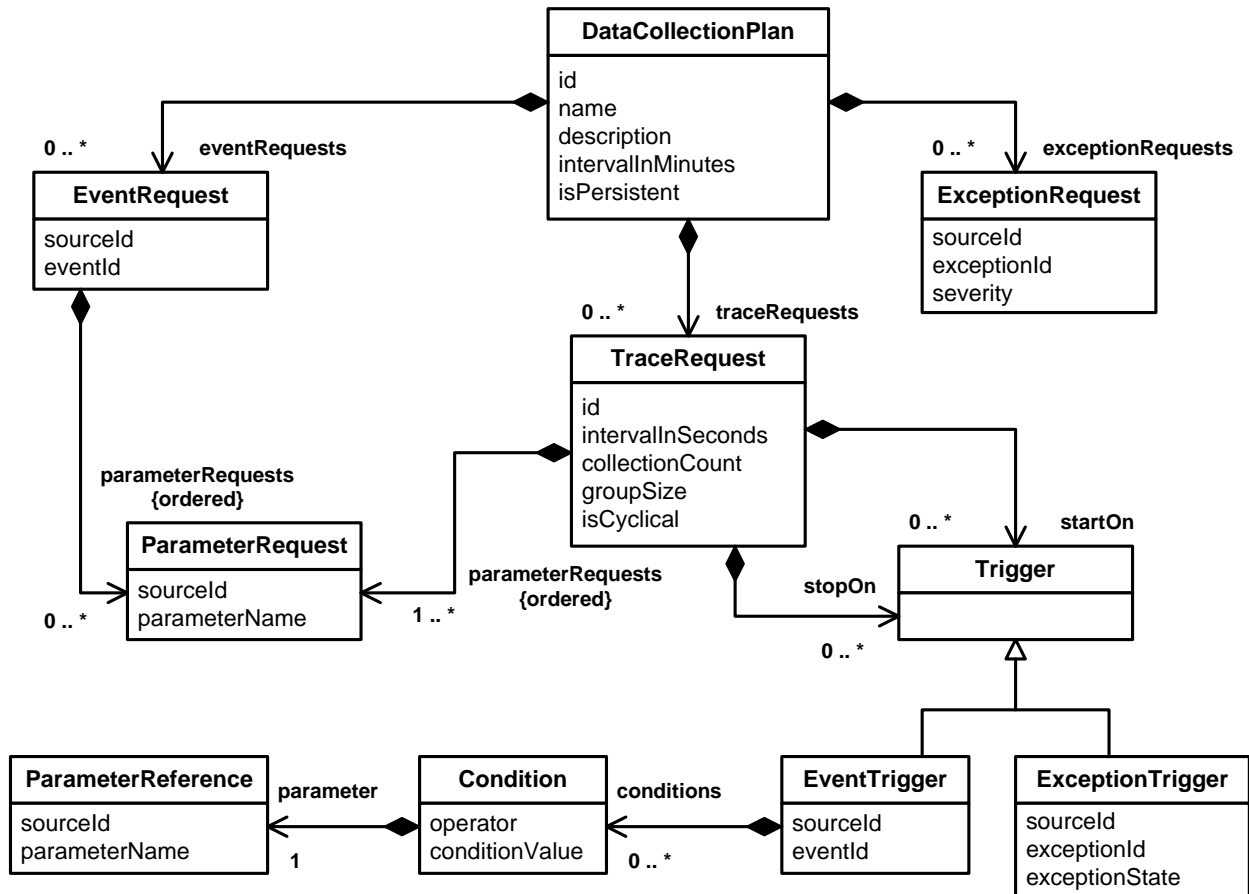 DataCollectionPlan
id
name
description
intervalInMinutes
isPersistent
0 .. *
eventRequests
0 .. *
exceptionRequests
EventRequest
sourceId
eventId
ExceptionRequest
sourceId
exceptionId
severity
0 .. *
traceRequests
TraceRequest
id
intervalInSeconds
collectionCount
groupSize
isCyclical
parameterRequests
{ordered}
0 .. *
ParameterRequest
sourceId
parameterName
1 .. *
parameterRequests
{ordered}
0 .. *
startOn
stopOn
0 .. *
Trigger
ParameterReference
sourceId
parameterName
parameter
1
Condition
operator
conditionValue
conditions
0 .. *
EventTrigger
sourceId
eventId
ExceptionTrigger
sourceId
exceptionId
exceptionState